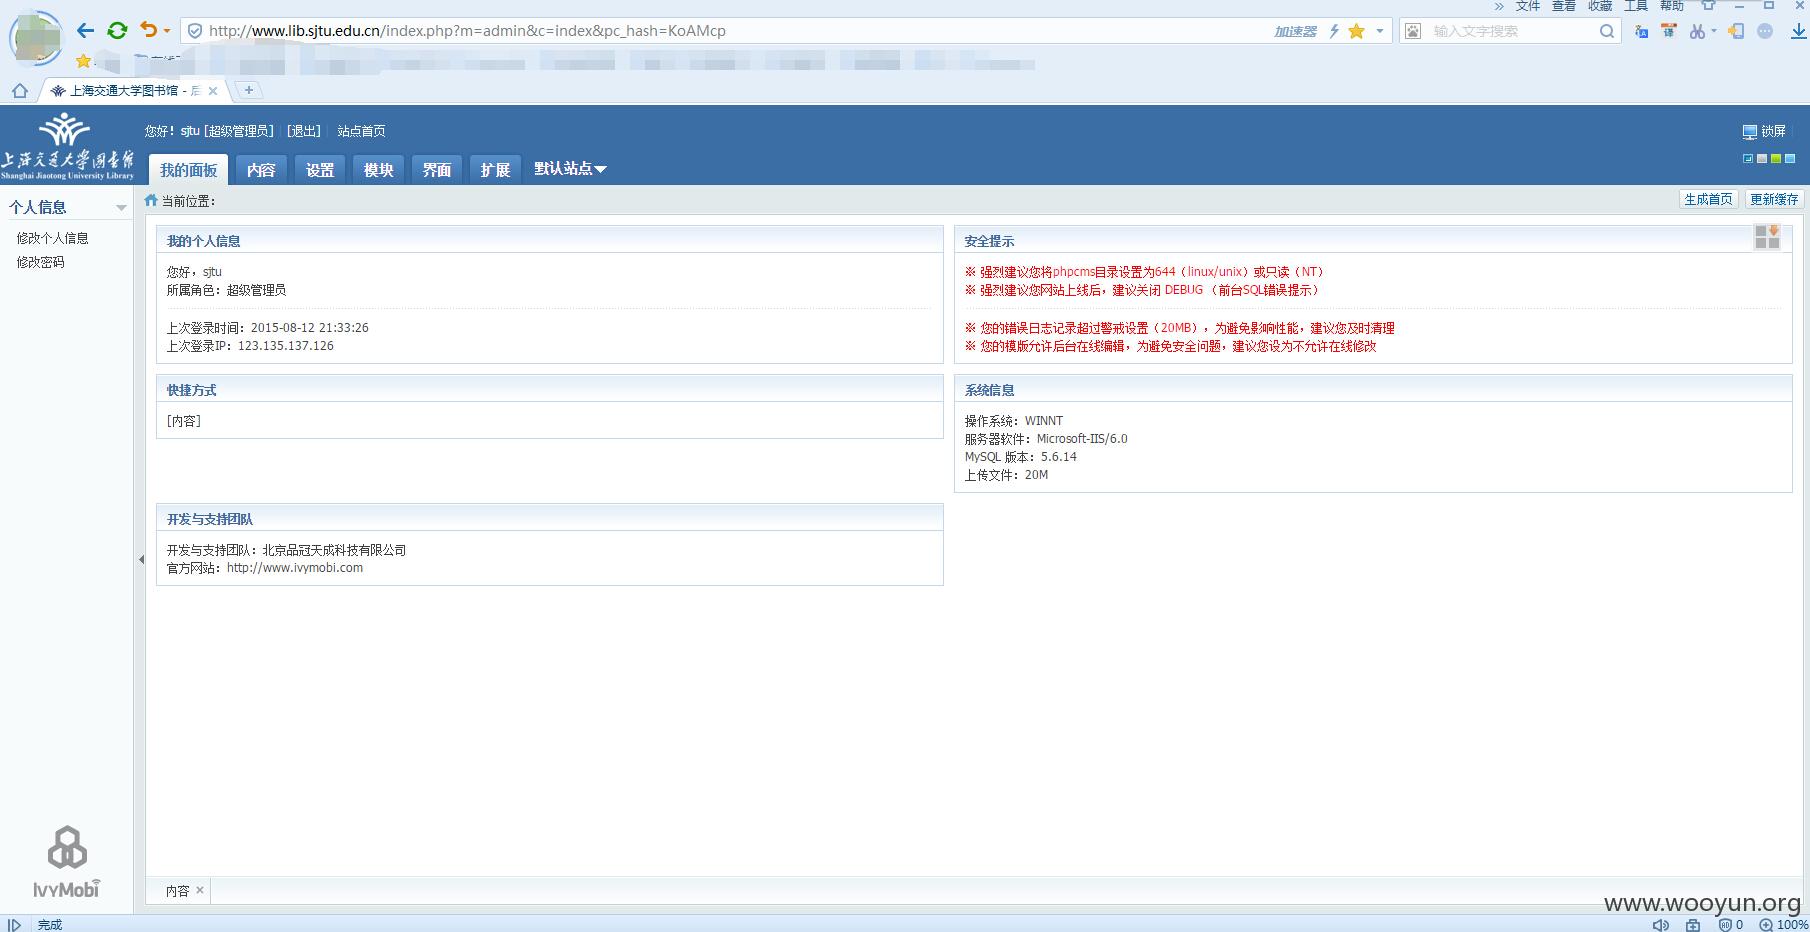 » 文件 查看 收藏 工具 帮助
http://www.lib.sjtu.edu.cn/index.php?m=admin&c=index&pc_hash=KoAMcp
加速器
输入文字搜索
上海交通大学图书馆 - 后
上海交通大学图书馆
Shanghai Jiaotong University Library
您好！sjtu [超级管理员] | [退出] | 站点首页
锁屏
我的面板 内容 设置 模块 界面 扩展 默认站点
个人信息
修改个人信息
修改密码
当前位置：
生成首页 更新缓存
我的个人信息
您好，sjtu
所属角色：超级管理员
上次登录时间：2015-08-12 21:33:26
上次登录IP：123.135.137.126
安全提示
※ 强烈建议您将phpcms目录设置为644（linux/unix）或只读（NT）
※ 强烈建议您网站上线后，建议关闭 DEBUG （前台SQL错误提示）
※ 您的错误日志记录超过警戒设置（20MB），为避免影响性能，建议您及时清理
※ 您的模版允许后台在线编辑，为避免安全问题，建议您设为不允许在线修改
快捷方式
[内容]
系统信息
操作系统：WINNT
服务器软件：Microsoft-IIS/6.0
MySQL 版本：5.6.14
上传文件：20M
开发与支持团队
开发与支持团队：北京品冠天成科技有限公司
官方网站：http://www.ivymobi.com
IvyMobi
内容
www.wooyun.org
完成
0
100%